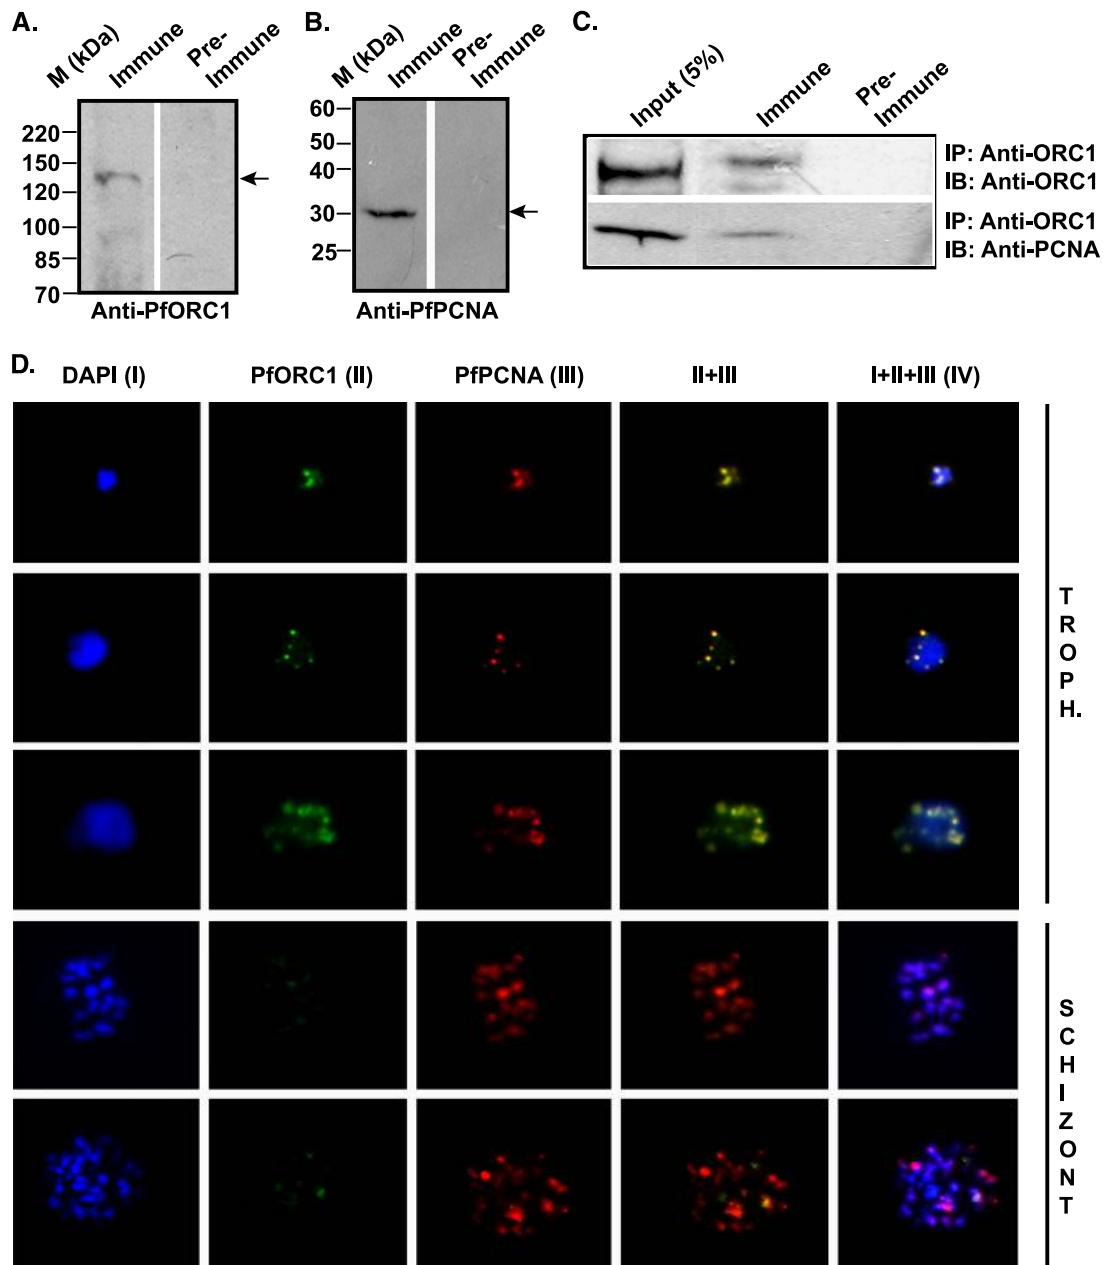 A.
M (kDa)
Immune
Pre-
Immune
220
150
120
100
85
70
Anti-PfORC1
B.
M (kDa)
Immune
Pre-
Immune
60
50
40
30
25
Anti-PfPCNA
C.
Input (5%)
Immune
Pre-
Immune
IP: Anti-ORC1
IB: Anti-ORC1
IP: Anti-ORC1
IB: Anti-PCNA
D.
DAPI (I)
PfORC1 (II)
PfPCNA (III)
II+III
I+II+III (IV)
TROPH.
SCHIZONT